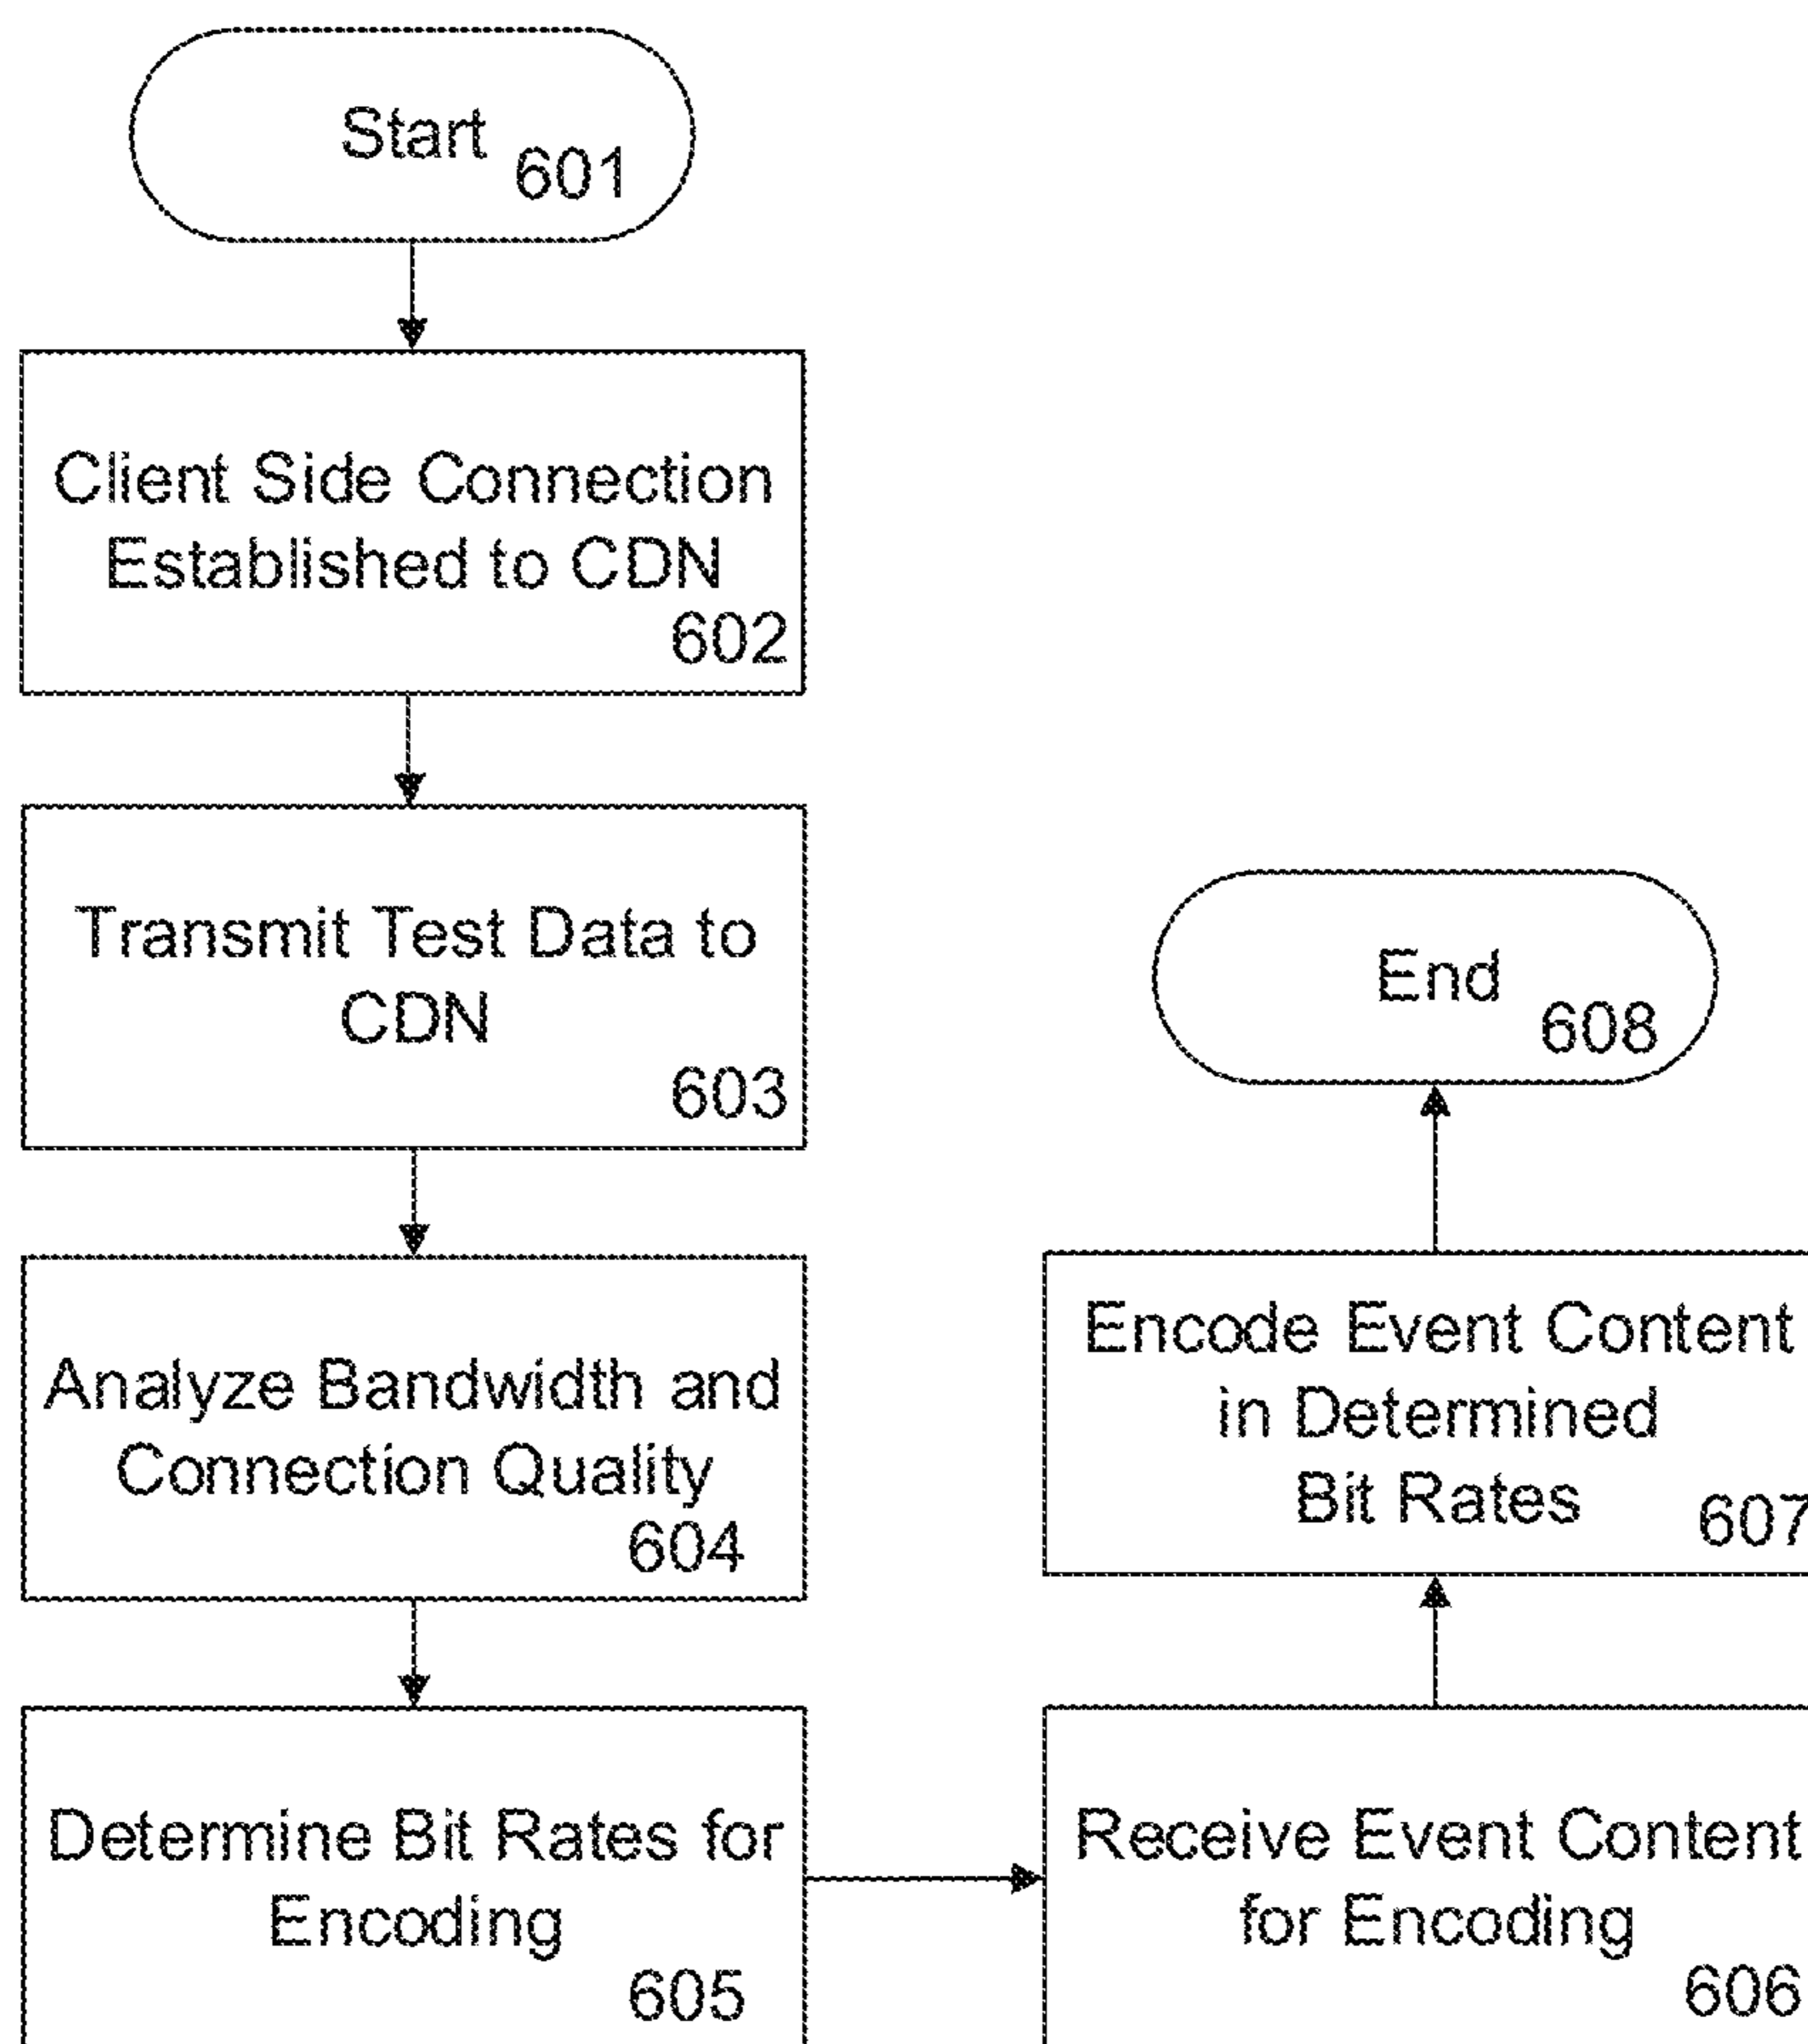 Start
601
Client Side Connection
Established to CDN
602
Transmit Test Data to
CDN
603
Analyze Bandwidth and
Connection Quality
604
Determine Bit Rates for
Encoding
605
Receive Event Content
for Encoding
606
Encode Event Content
in Determined
Bit Rates
607
End
608